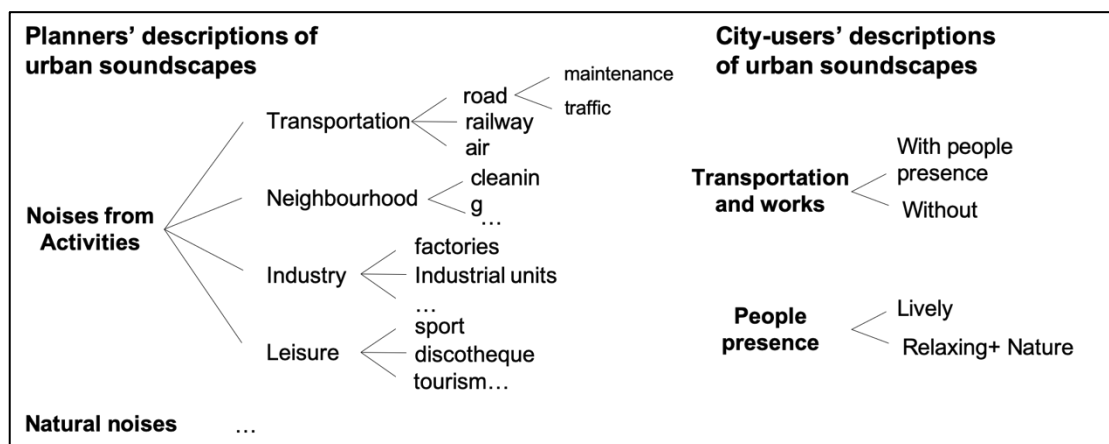 Planners' descriptions of
urban soundscapes
City-users' descriptions
of urban soundscapes
Noises from
Activities
Transportation
road
maintenance
traffic
railway
air
Neighbourhood
cleanin
g
…
Industry
factories
Industrial units
…
Leisure
sport
discotheque
tourism…
Natural noises …
Transportation
and works
With people
presence
Without
People
presence
Lively
Relaxing+ Nature